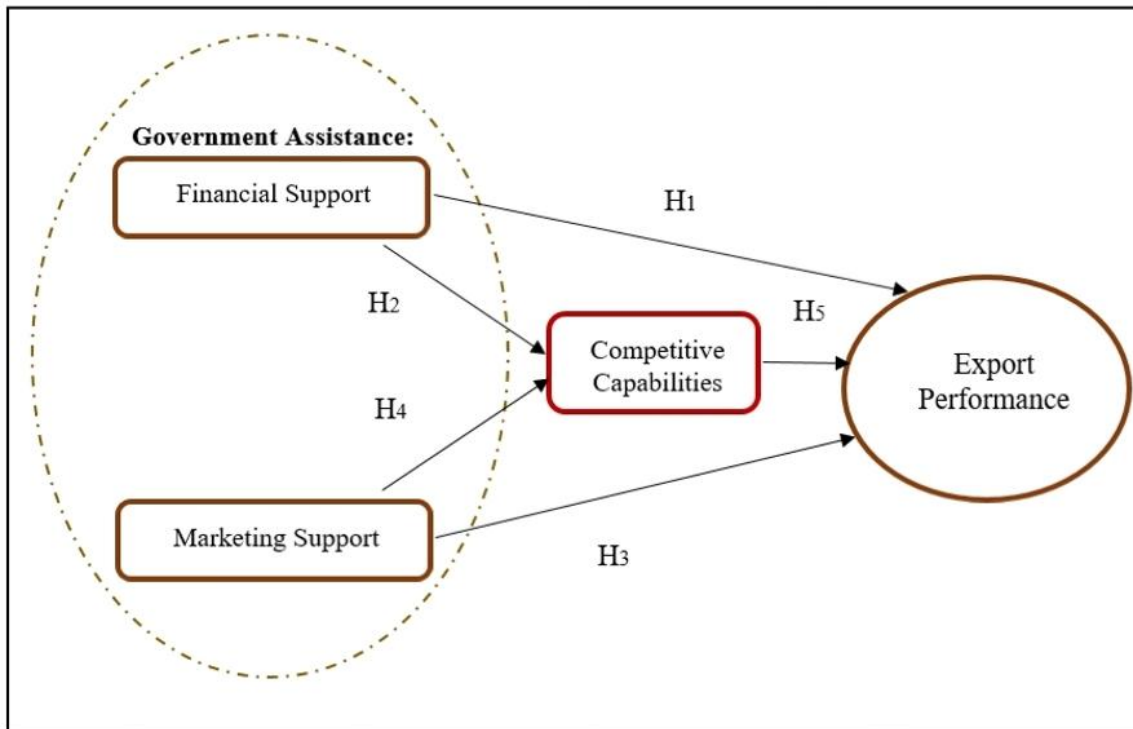 Government Assistance:
Financial Support
H1
H2
H5
Competitive
Capabilities
Export
Performance
H4
Marketing Support
H3